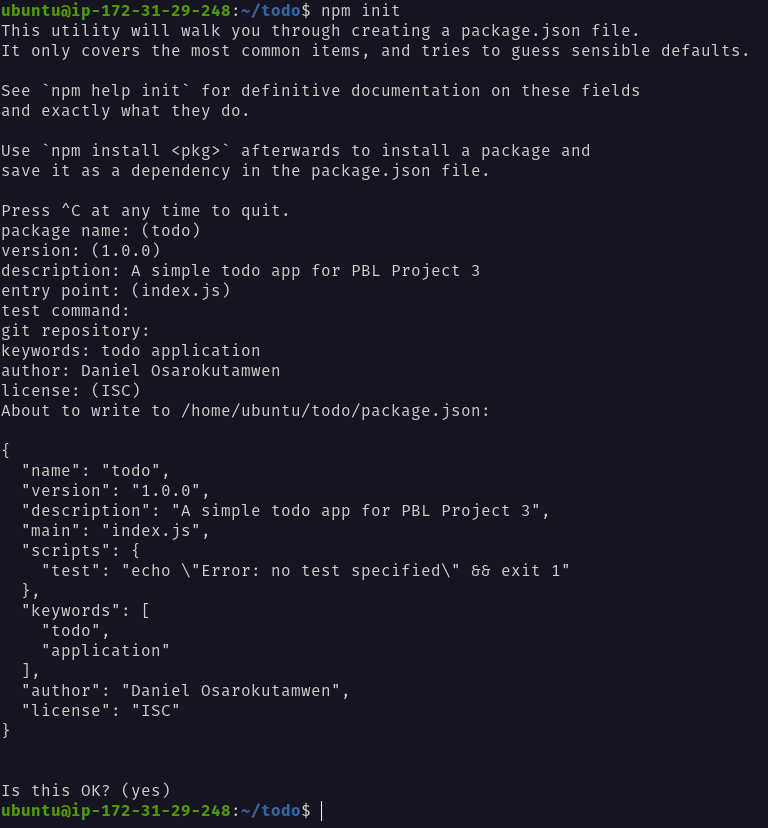 ubuntu@ip-172-31-29-248:~/todo$ npm init
This utility will walk you through creating a package.json file.
It only covers the most common items, and tries to guess sensible defaults.

See `npm help init` for definitive documentation on these fields
and exactly what they do.

Use `npm install <pkg>` afterwards to install a package and
save it as a dependency in the package.json file.

Press ^C at any time to quit.
package name: (todo)
version: (1.0.0)
description: A simple todo app for PBL Project 3
entry point: (index.js)
test command:
git repository:
keywords: todo application
author: Daniel Osarokutamwen
license: (ISC)
About to write to /home/ubuntu/todo/package.json:

{
  "name": "todo",
  "version": "1.0.0",
  "description": "A simple todo app for PBL Project 3",
  "main": "index.js",
  "scripts": {
    "test": "echo \"Error: no test specified\" && exit 1"
  },
  "keywords": [
    "todo",
    "application"
  ],
  "author": "Daniel Osarokutamwen",
  "license": "ISC"
}


Is this OK? (yes)
ubuntu@ip-172-31-29-248:~/todo$